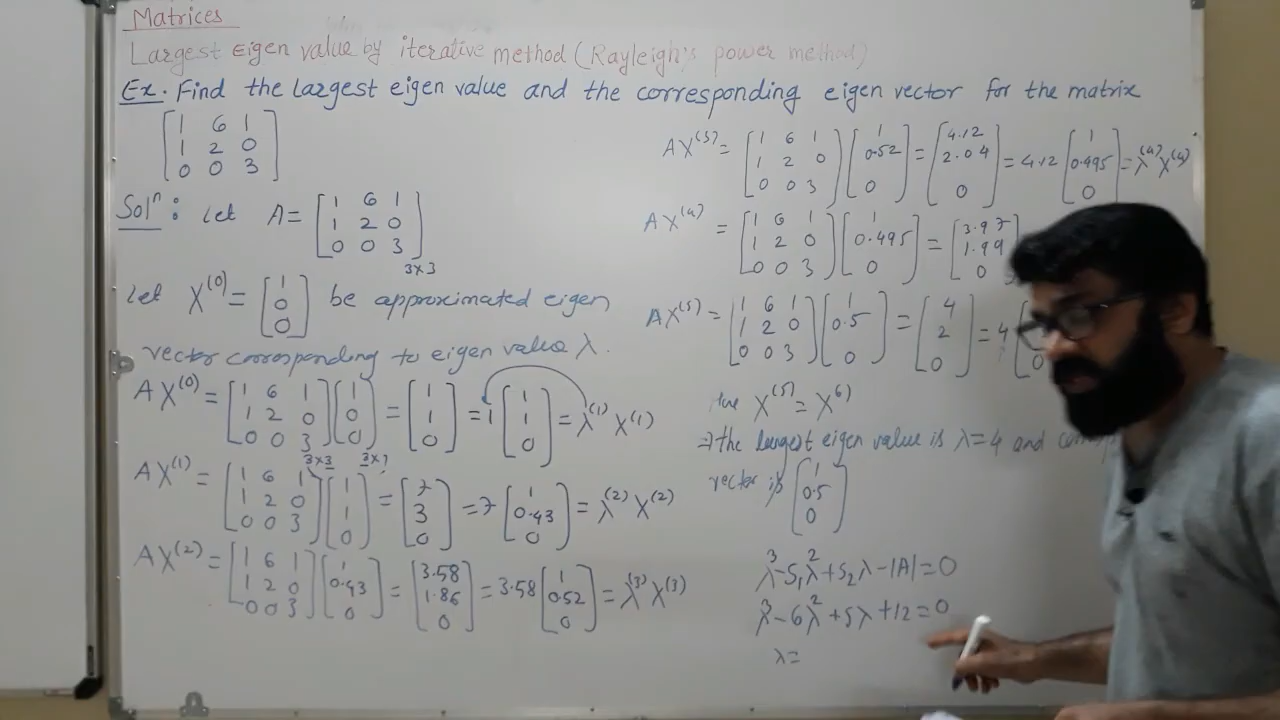 Matrices
Largest Eigen value by iterative method (Rayleigh's power method)
Ex. Find the largest eigen value and the corresponding eigen vector for the matrix
[1 6 1
1 2 0
0 0 3]
Solⁿ: Let A = [1 6 1
1 2 0
0 0 3] 3×3
Let X⁽⁰⁾ = [1
0
0] be approximated eigen
vector corresponding to eigen value λ.
AX⁽⁰⁾ = [1 6 1; 1 2 0; 0 0 3] 3×3 [1; 0; 0] 3×1 = [1; 1; 0] = 1 [1; 1; 0] = λ⁽¹⁾ X⁽¹⁾
AX⁽¹⁾ = [1 6 1; 1 2 0; 0 0 3] [1; 1; 0] = [7; 3; 0] = 7 [1; 0.43; 0] = λ⁽²⁾ X⁽²⁾
AX⁽²⁾ = [1 6 1; 1 2 0; 0 0 3] [1; 0.43; 0] = [3.58; 1.86; 0] = 3.58 [1; 0.52; 0] = λ⁽³⁾ X⁽³⁾
AX⁽³⁾ = [1 6 1; 1 2 0; 0 0 3] [1; 0.52; 0] = [4.12; 2.04; 0] = 4.12 [1; 0.495; 0] = λ⁽⁴⁾ X⁽⁴⁾
AX⁽⁴⁾ = [1 6 1; 1 2 0; 0 0 3] [1; 0.495; 0] = [3.97; 1.99; 0]
AX⁽⁵⁾ = [1 6 1; 1 2 0; 0 0 3] [1; 0.5; 0] = [4; 2; 0] = 4
X⁽⁵⁾ = X⁽⁶⁾
⇒ the largest eigen value is λ=4 and
vector is [1; 0.5; 0]
λ³-S₁λ²+S₂λ-|A|=0
λ³-6λ²+5λ+12=0
λ=